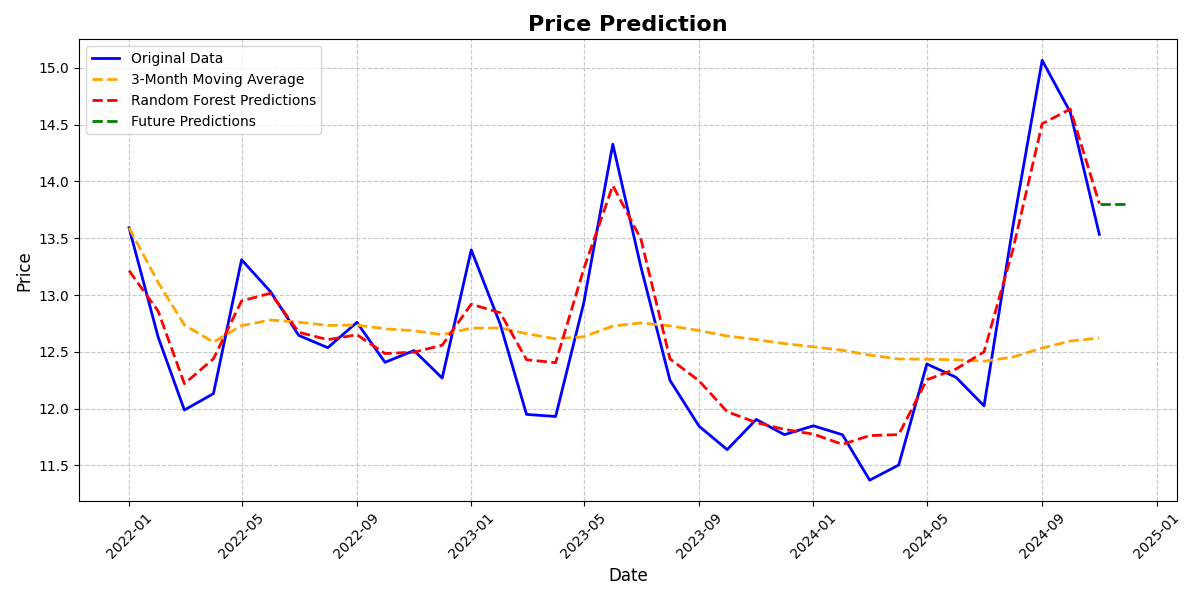 Price Prediction
Original Data
3-Month Moving Average
Random Forest Predictions
Future Predictions
Price
15.0
14.5
14.0
13.5
13.0
12.5
12.0
11.5
2022-01
2022-05
2022-09
2023-01
2023-05
2023-09
2024-01
2024-05
2024-09
2025-01
Date